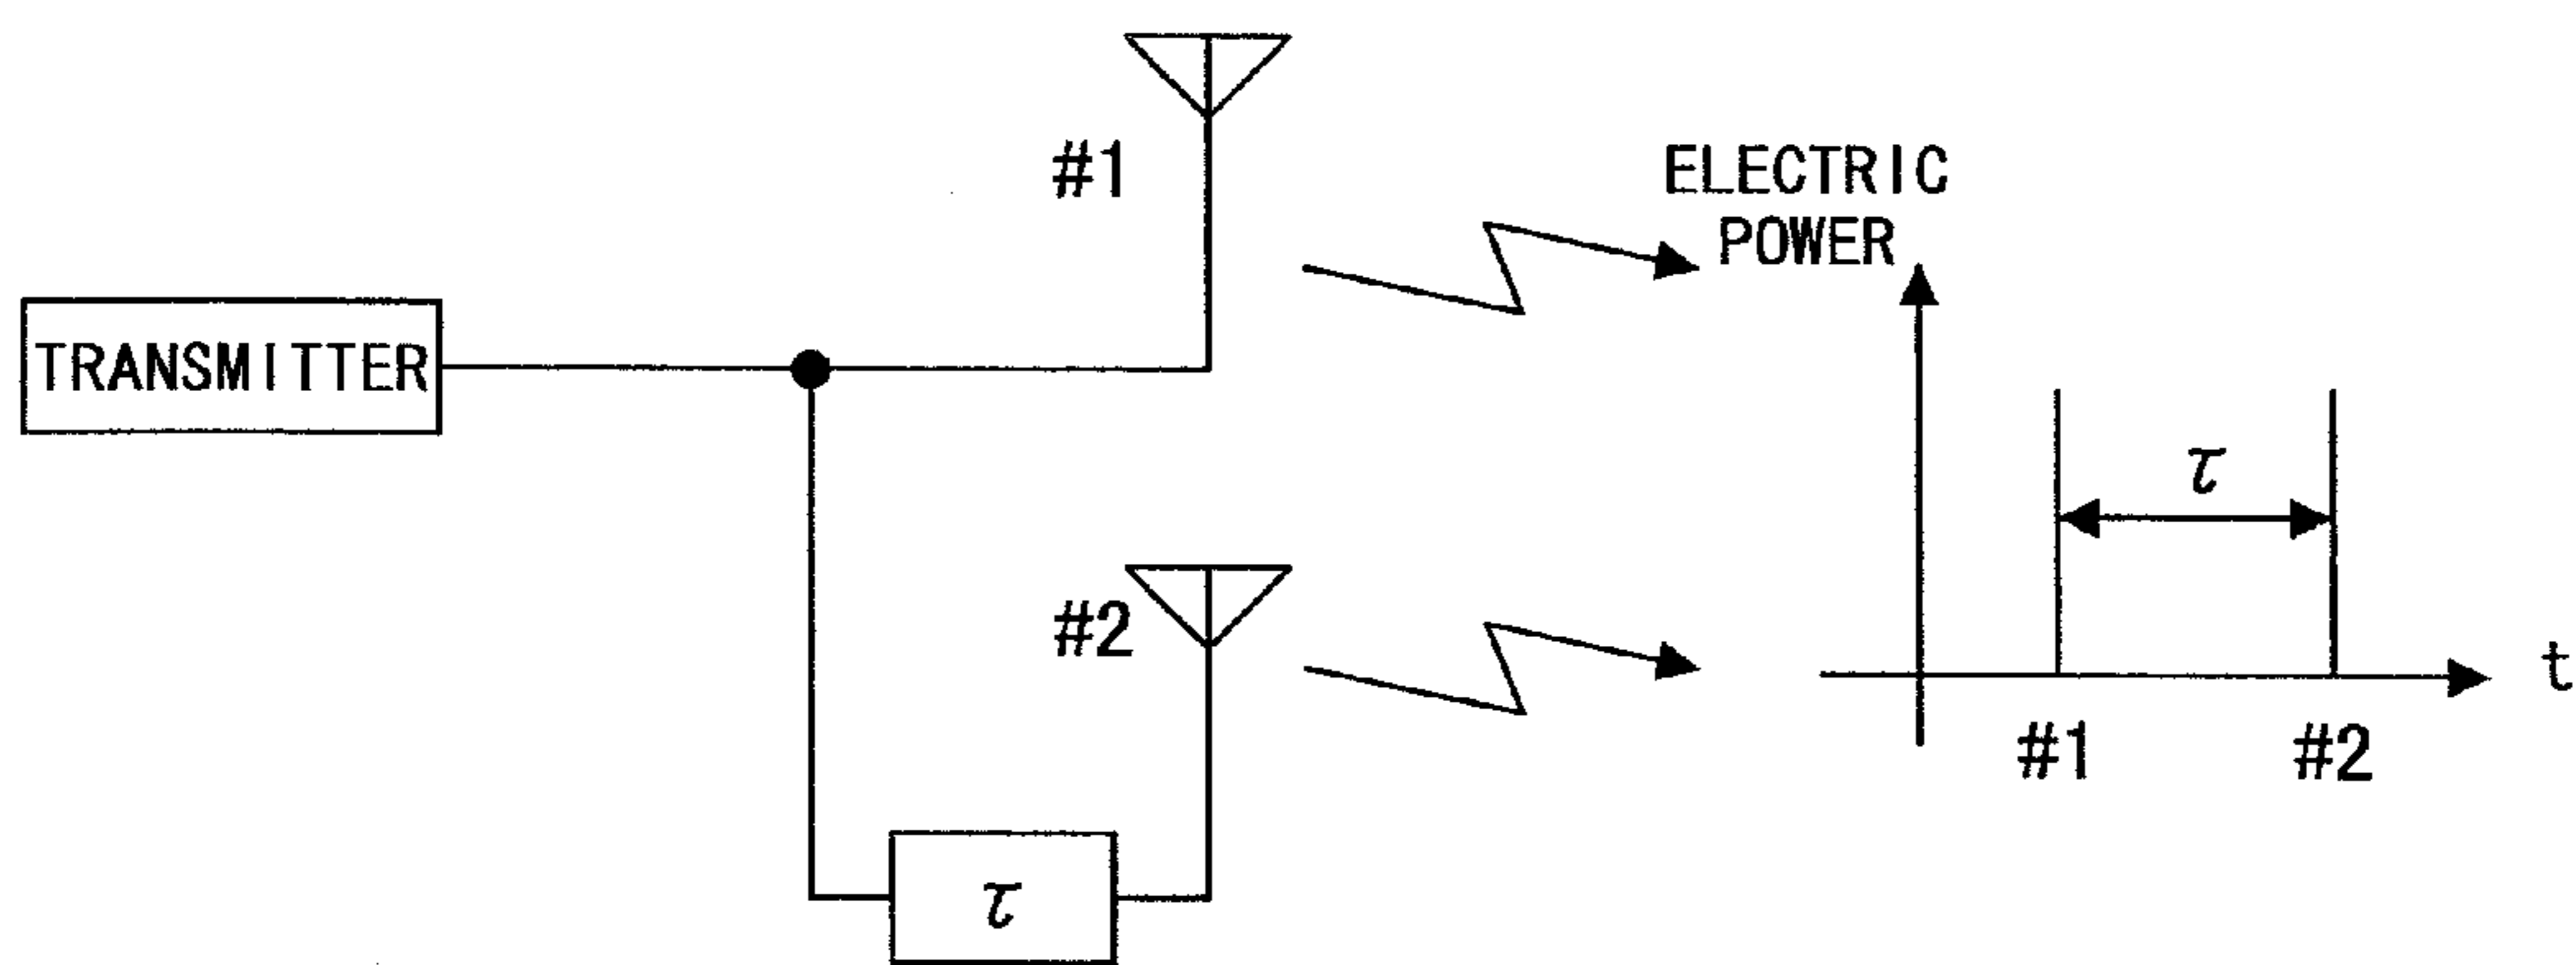 #1
ELECTRIC
POWER
TRANSMITTER
τ
#2
t
#1
#2
τ